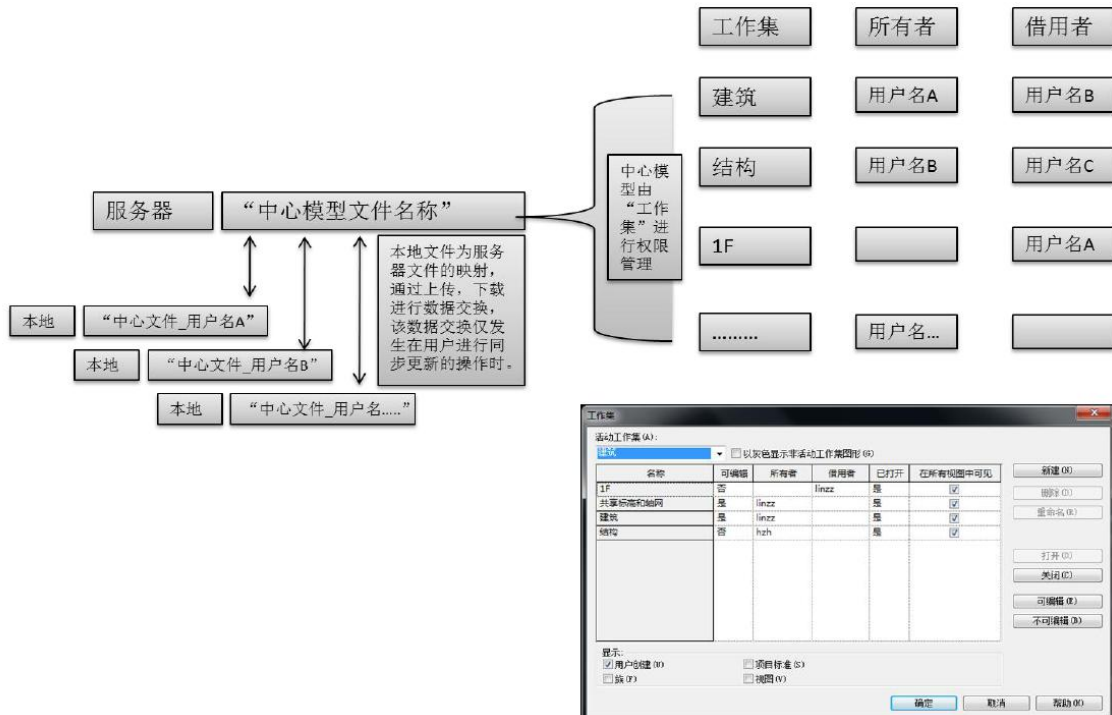 工作集 所有者 借用者
建筑 用户名A 用户名B
结构 用户名B 用户名C
1F 用户名A
......... 用户名...
中心模
型由
“工作
集”进
行权限
管理
服务器 “中心模型文件名称”
本地文件为服务
器文件的映射,
通过上传,下载
进行数据交换,
该数据交换仅发
生在用户进行同
步更新的操作时。
本地 “中心文件_用户名A”
本地 “中心文件_用户名B”
本地 “中心文件_用户名.....”
工作集
活动工作集(A):
建筑 以灰色显示非活动工作集图形(G)
名称 可编辑 所有者 借用者 已打开 在所有视图中可见
1F 否 linzz 是
共享标高和轴网 是 linzz 是
建筑 是 linzz 是
结构 否 hzh 是
新建(N)
删除(D)
重命名(R)
打开(O)
关闭(C)
可编辑(E)
不可编辑(B)
显示:
用户创建(U) 项目标准(S)
族(F) 视图(V)
确定 取消 帮助(H)